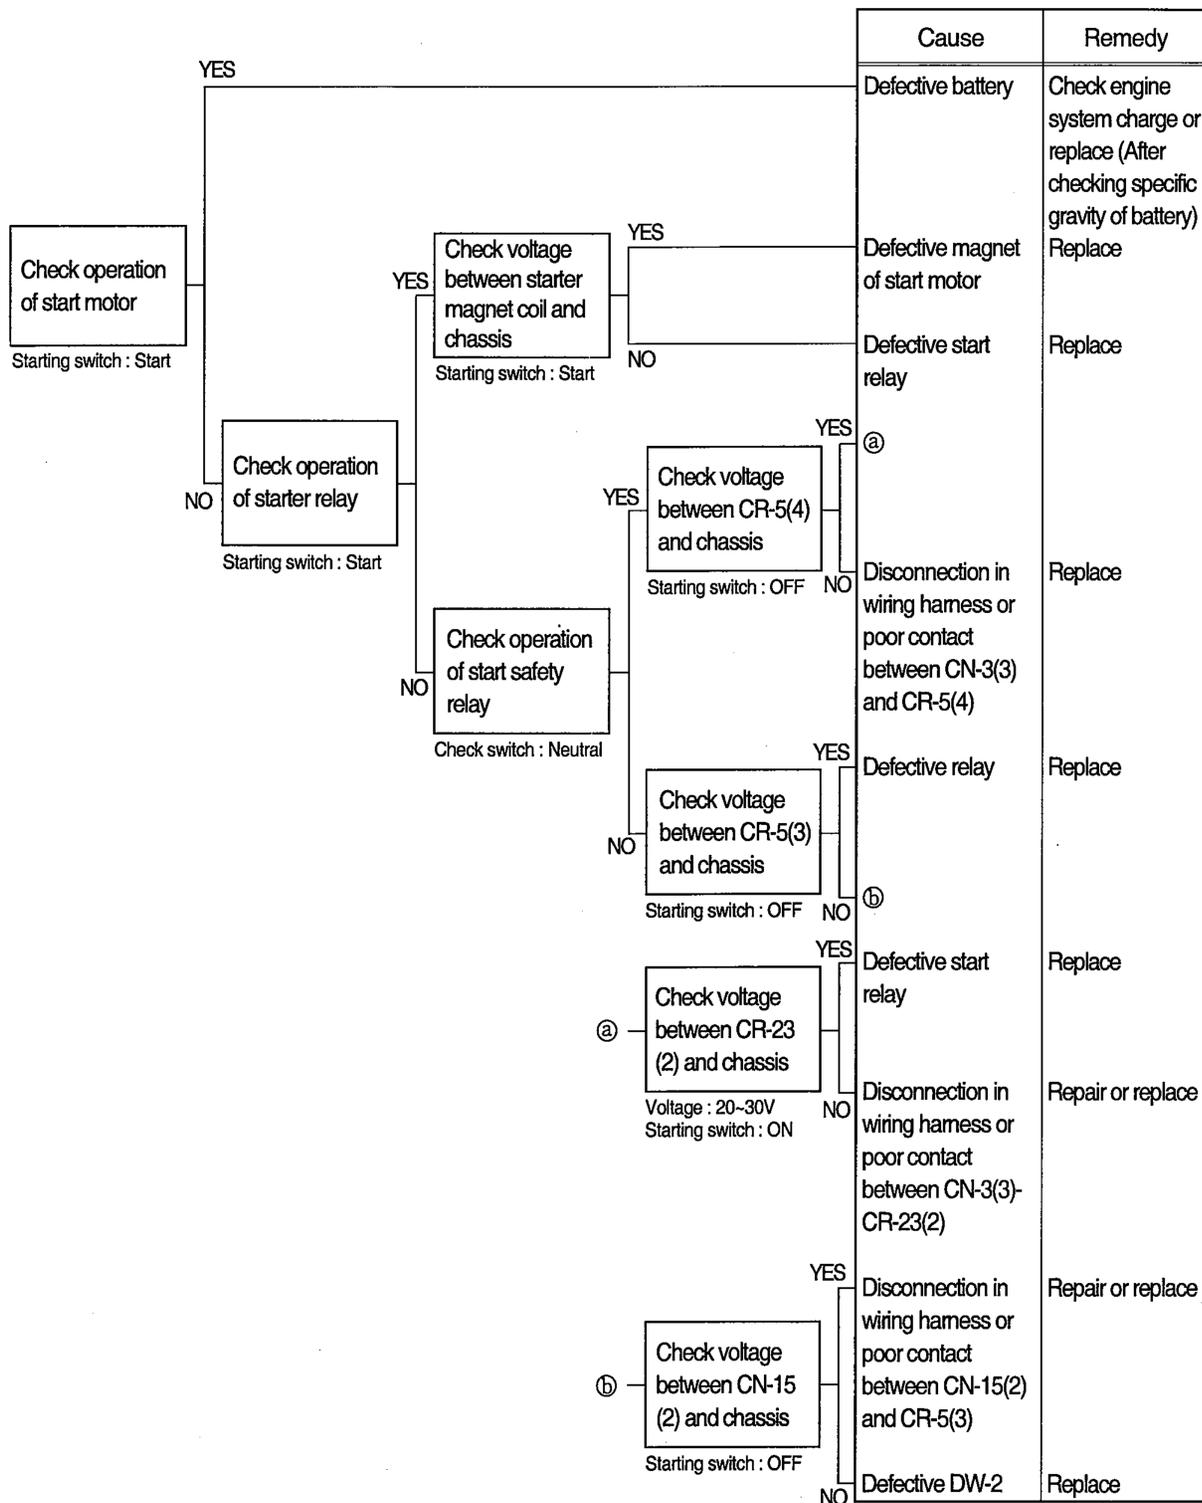 Cause
Remedy
YES
Defective battery
Check engine
system charge or
replace (After
checking specific
gravity of battery)
Check operation
of start motor
Starting switch : Start
YES
Check voltage
between starter
magnet coil and
chassis
Starting switch : Start
YES
Defective magnet
of start motor
Replace
NO
Defective start
relay
Replace
NO
Check operation
of starter relay
Starting switch : Start
YES
Check voltage
between CR-5(4)
and chassis
Starting switch : OFF
YES
ⓐ
NO
Disconnection in
wiring harness or
poor contact
between CN-3(3)
and CR-5(4)
Replace
NO
Check operation
of start safety
relay
Check switch : Neutral
YES
Defective relay
Replace
NO
Check voltage
between CR-5(3)
and chassis
Starting switch : OFF
NO
ⓑ
ⓐ
Check voltage
between CR-23
(2) and chassis
Voltage : 20~30V
Starting switch : ON
YES
Defective start
relay
Replace
NO
Disconnection in
wiring harness or
poor contact
between CN-3(3)-
CR-23(2)
Repair or replace
ⓑ
Check voltage
between CN-15
(2) and chassis
Starting switch : OFF
YES
Disconnection in
wiring harness or
poor contact
between CN-15(2)
and CR-5(3)
Repair or replace
NO
Defective DW-2
Replace